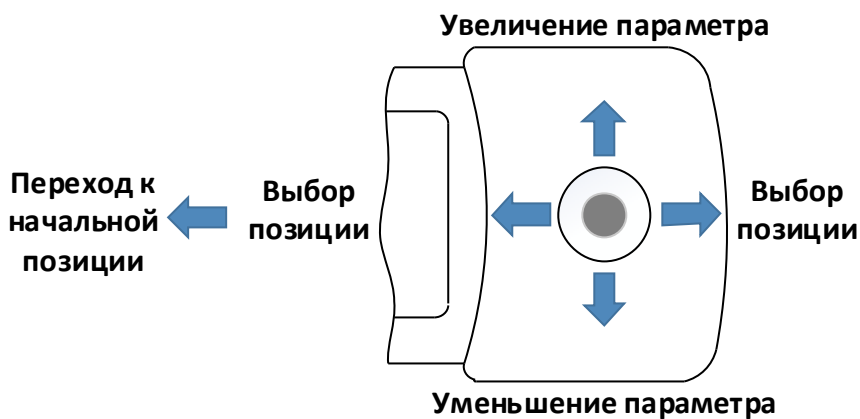 Увеличение параметра
Переход к
начальной
позиции
Выбор
позиции
Выбор
позиции
Уменьшение параметра